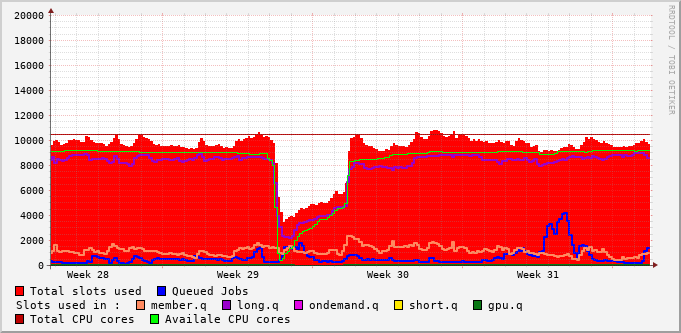 20000
18000
16000
14000
12000
10000
8000
6000
4000
2000
0
Week 28 Week 29 Week 30 Week 31
Total slots used Queued Jobs
Slots used in : member.q long.q ondemand.q short.q gpu.q
Total CPU cores Availale CPU cores
RRDTOOL / TOBI OETIKER